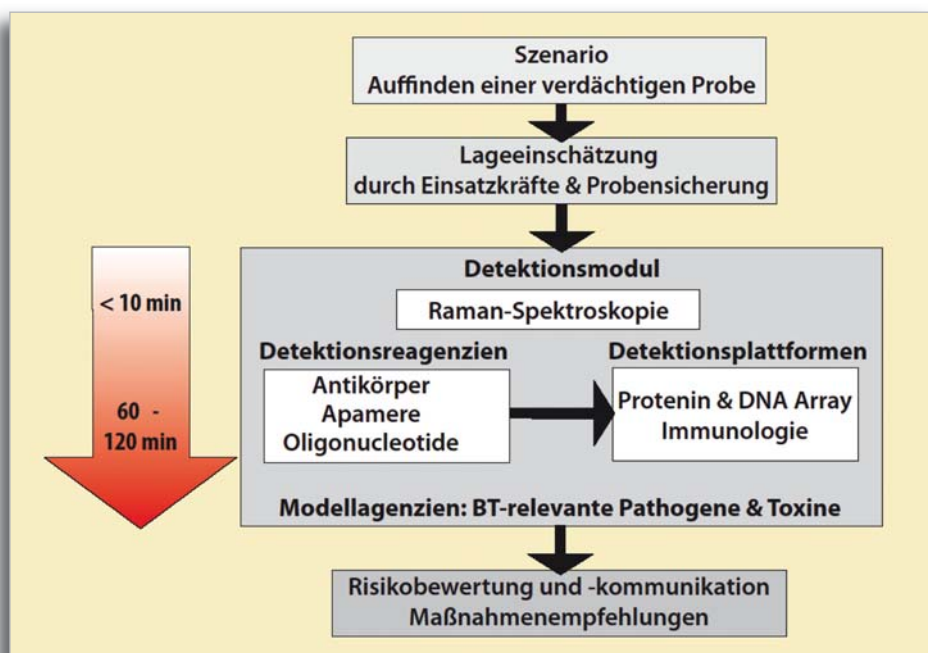 Szenario
Auffinden einer verdächtigen Probe
Lageeinschätzung
durch Einsatzkräfte & Probensicherung
Detektionsmodul
< 10 min
Raman-Spektroskopie
Detektionsreagenzien
Detektionsplattformen
Antikörper
Apamere
Oligonucleotide
Protenin & DNA Array
Immunologie
60 -
120 min
Modellagenzien: BT-relevante Pathogene & Toxine
Risikobewertung und -kommunikation
Maßnahmenempfehlungen